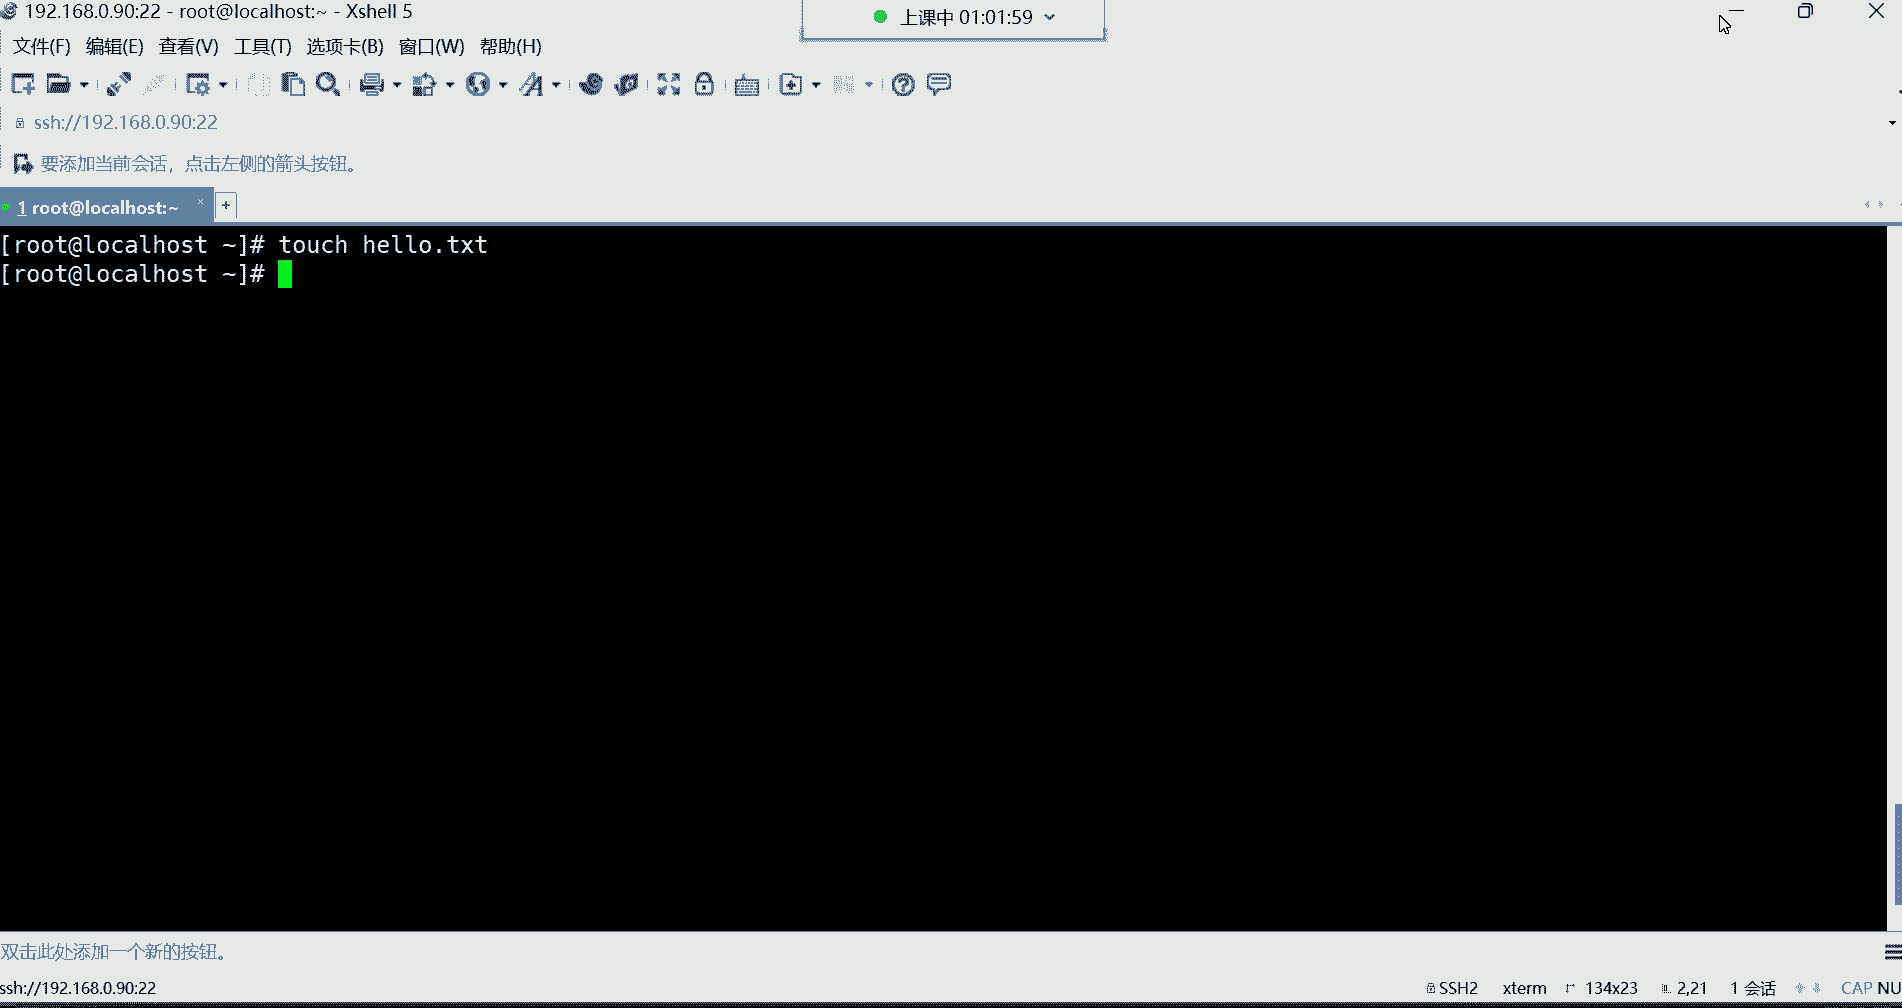 192.168.0.90:22 - root@localhost:~ - Xshell 5
上课中 01:01:59
文件(F) 编辑(E) 查看(V) 工具(T) 选项卡(B) 窗口(W) 帮助(H)
ssh://192.168.0.90:22
要添加当前会话，点击左侧的箭头按钮。
1 root@localhost:~ × +
[root@localhost ~]# touch hello.txt
[root@localhost ~]#
双击此处添加一个新的按钮。
ssh://192.168.0.90:22 SSH2 xterm 134x23 2,21 1 会话 CAP NU